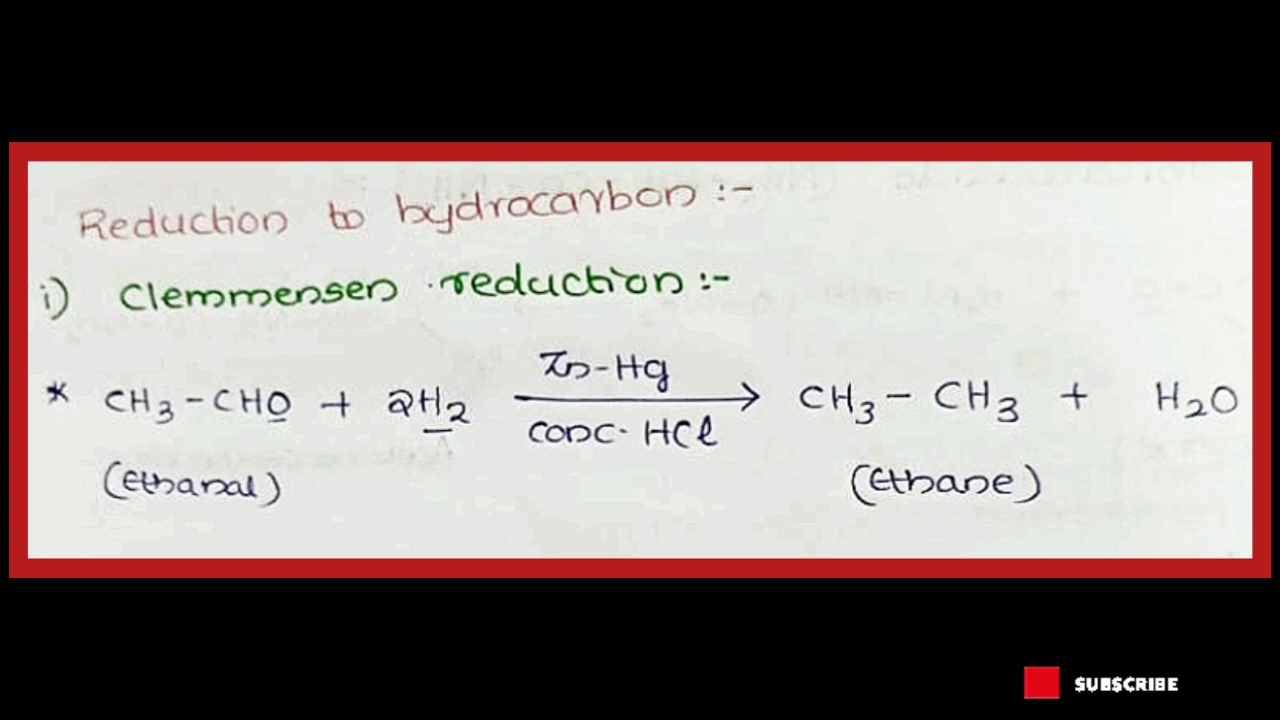 Reduction to hydrocarbon :-
i) Clemmensen reduction :-
* CH3-CHO + 2H2 Zn-Hg conc. HCl → CH3-CH3 + H2O
(Ethanal) (Ethane)
SUBSCRIBE